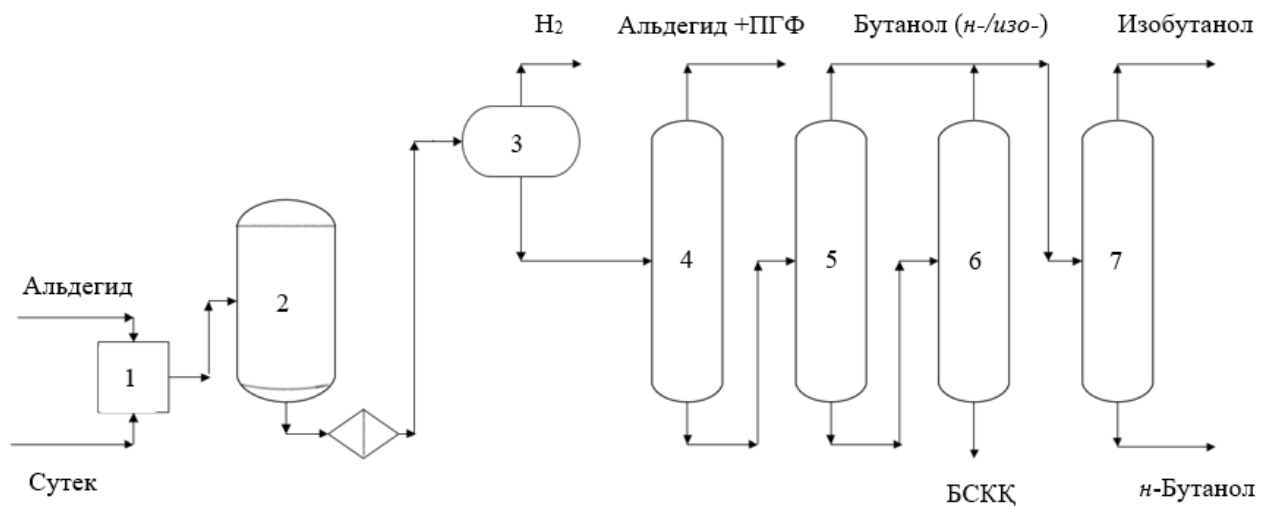 H2
Альдегид +ПГФ
Бутанол (н-/изо-)
Изобутанол
3
4
5
6
7
Альдегид
2
1
Сутек
БСКҚ
н-Бутанол